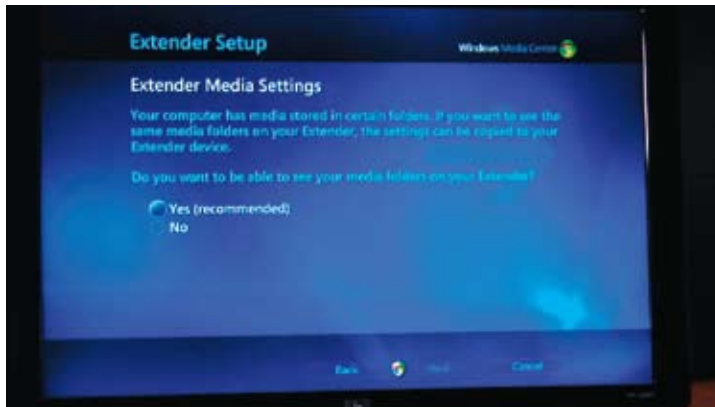 Extender Setup
Windows Media Center
Extender Media Settings
Your computer has media stored in certain folders. If you want to see the
same media folders on your Extender, the settings can be copied to your
Extender device.
Do you want to be able to see your media folders on your Extender?
Yes (recommended)
No
Back Next Cancel